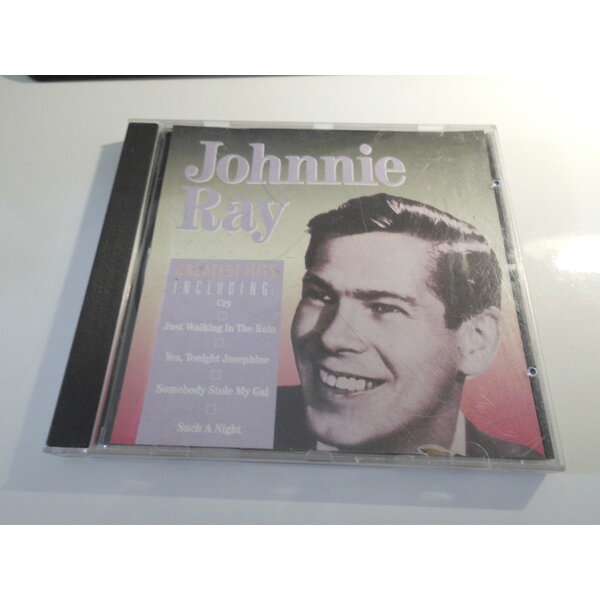 Johnnie
Ray
GREATEST HITS
INCLUDING:
Cry
Just Walking In The Rain
Yes, Tonight Josephine
Somebody Stole My Gal
Such A Night